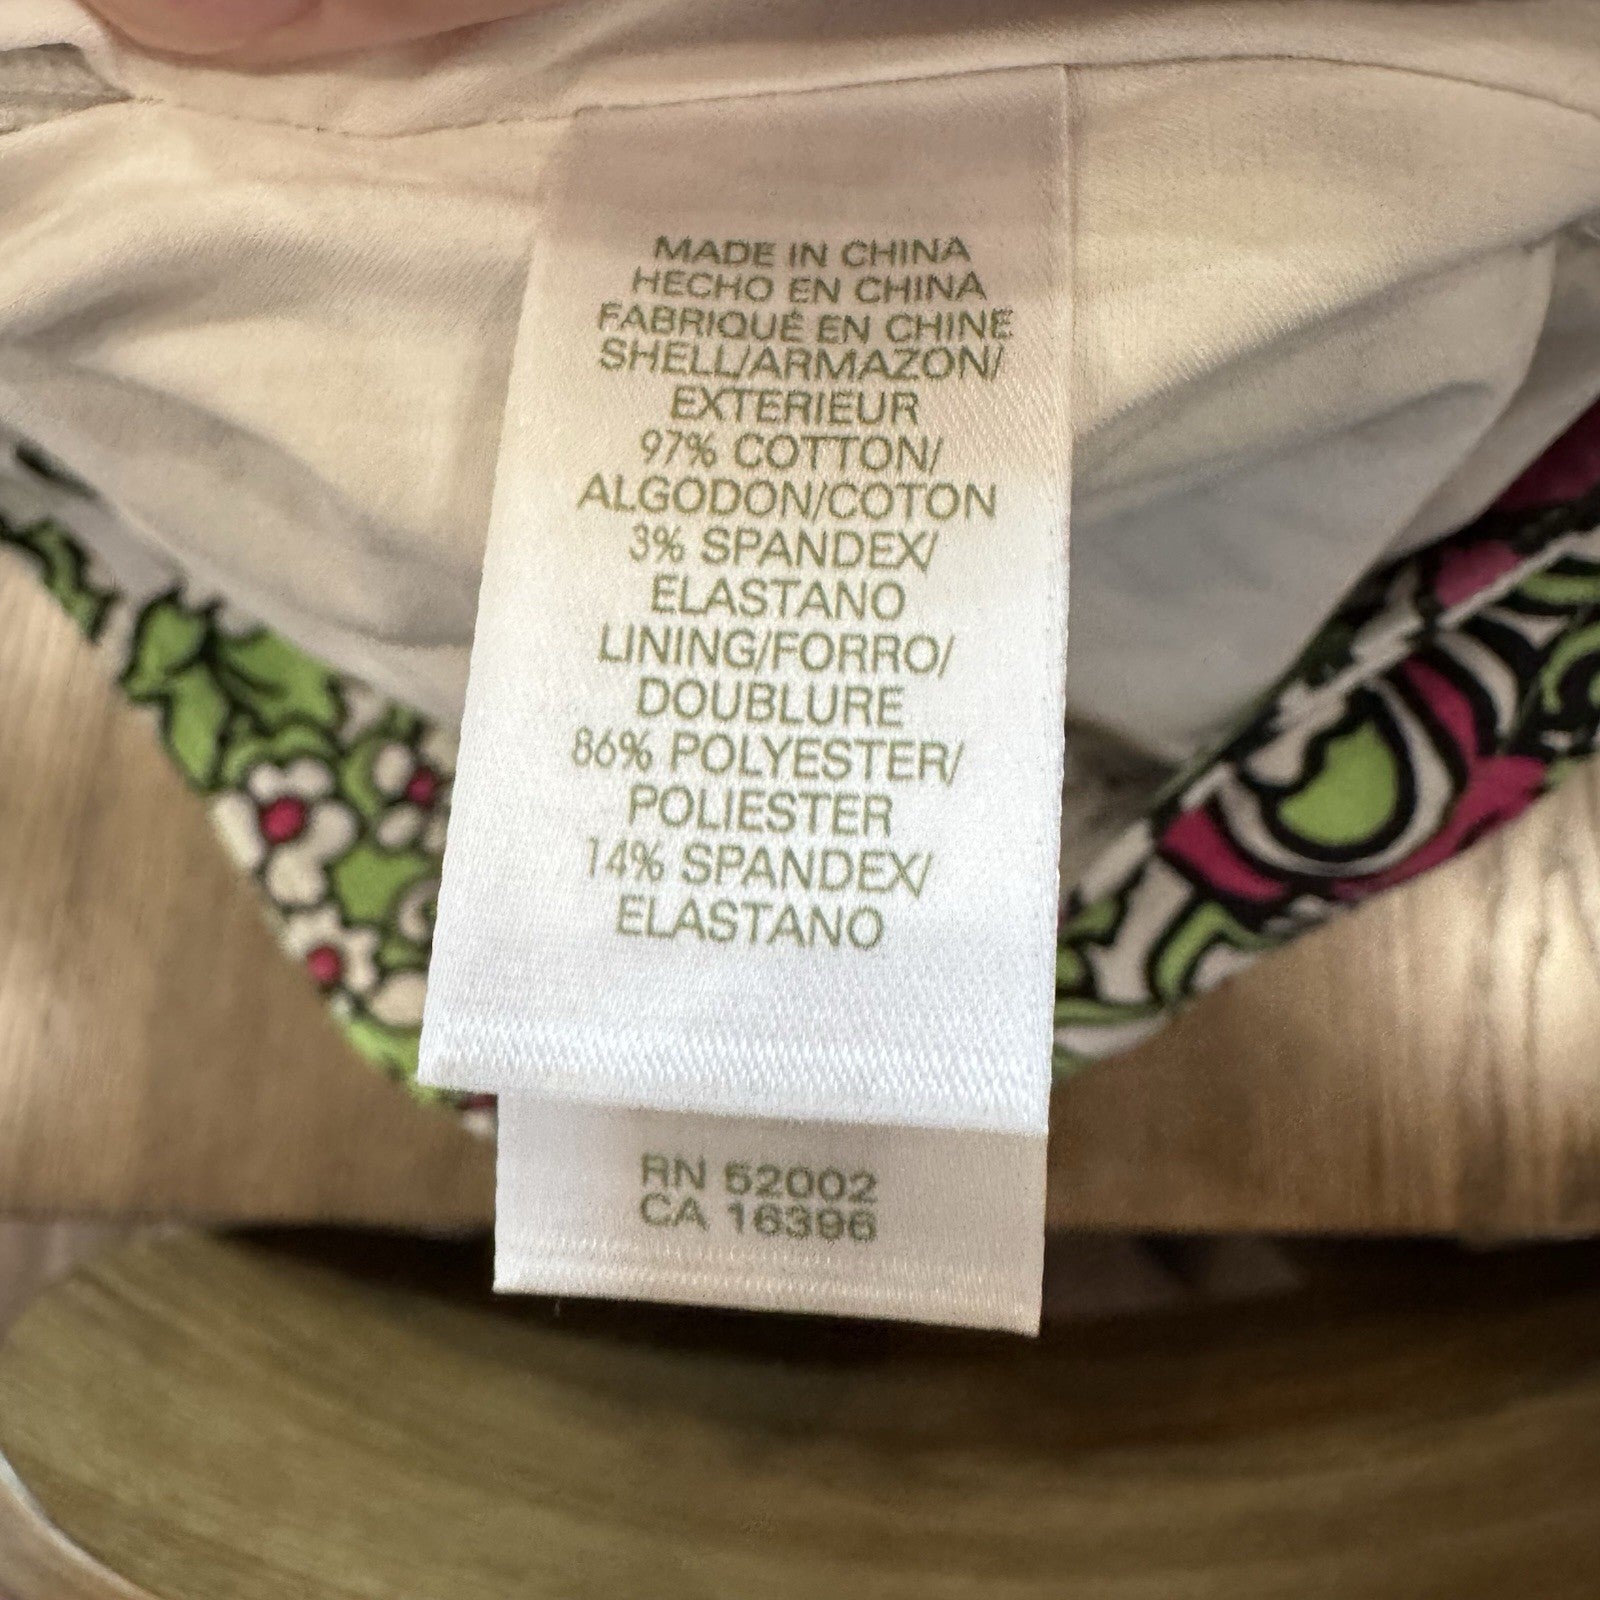 MADE IN CHINA
HECHO EN CHINA
FABRIQUÉ EN CHINE
SHELL/ARMAZON/
EXTERIEUR
97% COTTON/
ALGODON/COTON
3% SPANDEX/
ELASTANO
LINING/FORRO/
DOUBLURE
86% POLYESTER/
POLIESTER
14% SPANDEX/
ELASTANO
RN 52002
CA 16396